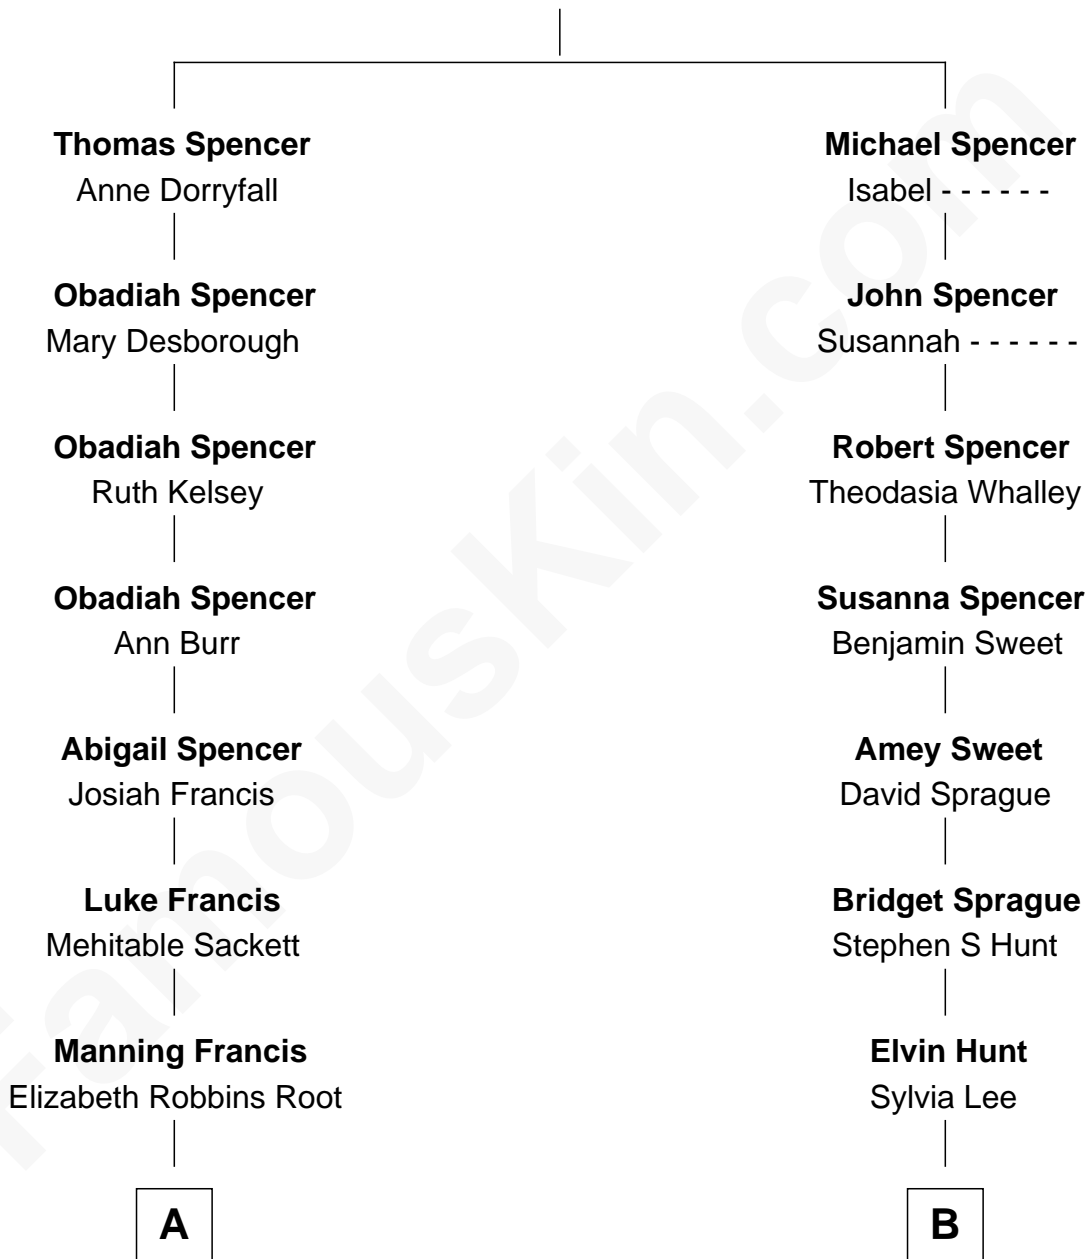 Thomas Spencer
Anne Dorryfall
Obadiah Spencer
Mary Desborough
Obadiah Spencer
Ruth Kelsey
Obadiah Spencer
Ann Burr
Abigail Spencer
Josiah Francis
Luke Francis
Mehitable Sackett
Manning Francis
Elizabeth Robbins Root
A
Michael Spencer
Isabel - - - - - -
John Spencer
Susannah - - - - - -
Robert Spencer
Theodasia Whalley
Susanna Spencer
Benjamin Sweet
Amey Sweet
David Sprague
Bridget Sprague
Stephen S Hunt
Elvin Hunt
Sylvia Lee
B
FamousKin.com